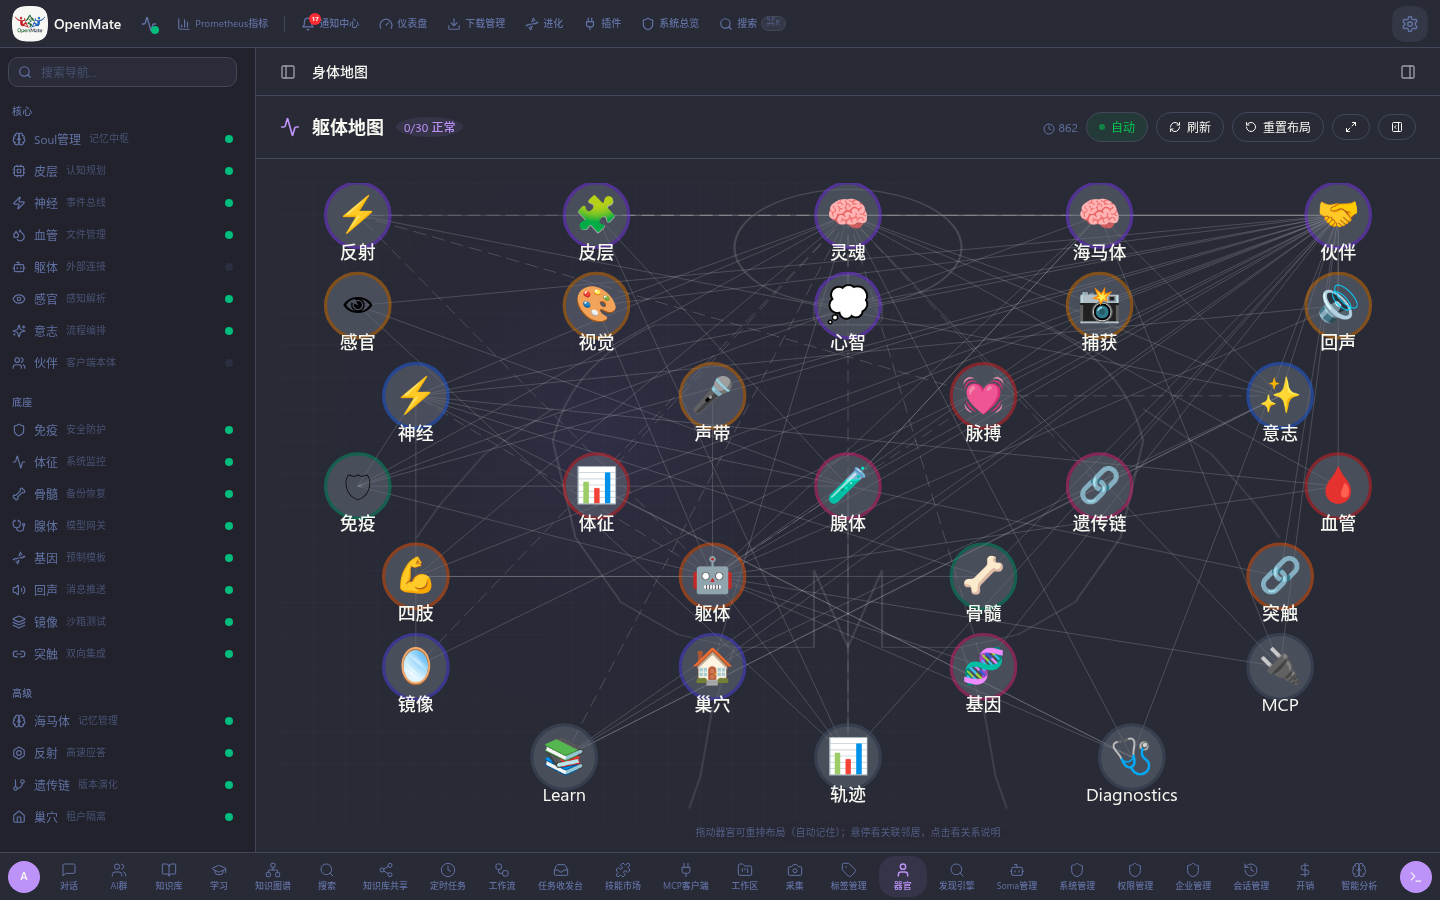 OpenMate
Prometheus指标
17
通知中心
仪表盘
下载管理
进化
插件
系统总览
搜索
⌘K
搜索导航...
身体地图
躯体地图
0/30 正常
862
自动
刷新
重置布局
核心
Soul管理 记忆中枢
皮层 认知规划
神经 事件总线
血管 文件管理
躯体 外部连接
感官 感知解析
意志 流程编排
伙伴 客户端本体
底座
免疫 安全防护
体征 系统监控
骨髓 备份恢复
腺体 模型网关
基因 预制模板
回声 消息推送
镜像 沙箱测试
突触 双向集成
高级
海马体 记忆管理
反射 高速应答
遗传链 版本演化
巢穴 租户隔离
反射 皮层 灵魂 海马体 伙伴
感官 视觉 心智 捕获 回声
神经 声带 脉搏 意志
免疫 体征 腺体 遗传链 血管
四肢 躯体 骨髓 突触
镜像 巢穴 基因 MCP
Learn 轨迹 Diagnostics
拖动器官可重排布局（自动记住）；悬停看关联邻居，点击看关系说明
A
对话
AI群
知识库
学习
知识图谱
搜索
知识库共享
定时任务
工作流
任务收发台
技能市场
MCP客户端
工作区
采集
标签管理
器官
发现引擎
Soma管理
系统管理
权限管理
企业管理
会话管理
开销
智能分析